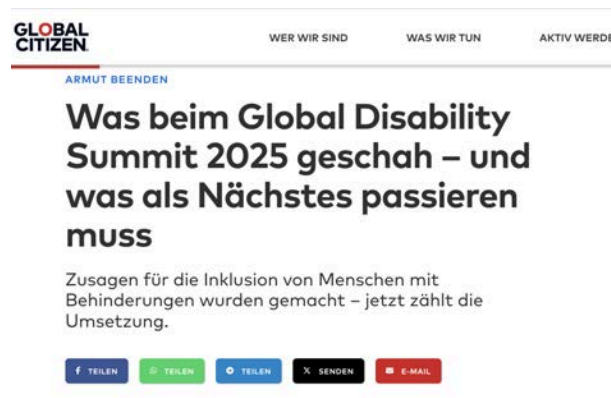 GLOBAL
CITIZEN
WER WIR SIND WAS WIR TUN AKTIV WERDE
ARMUT BEENDEN
Was beim Global Disability
Summit 2025 geschah – und
was als Nächstes passieren
muss
Zusagen für die Inklusion von Menschen mit
Behinderungen wurden gemacht – jetzt zählt die
Umsetzung.
TEILEN TEILEN TEILEN SENDEN E-MAIL